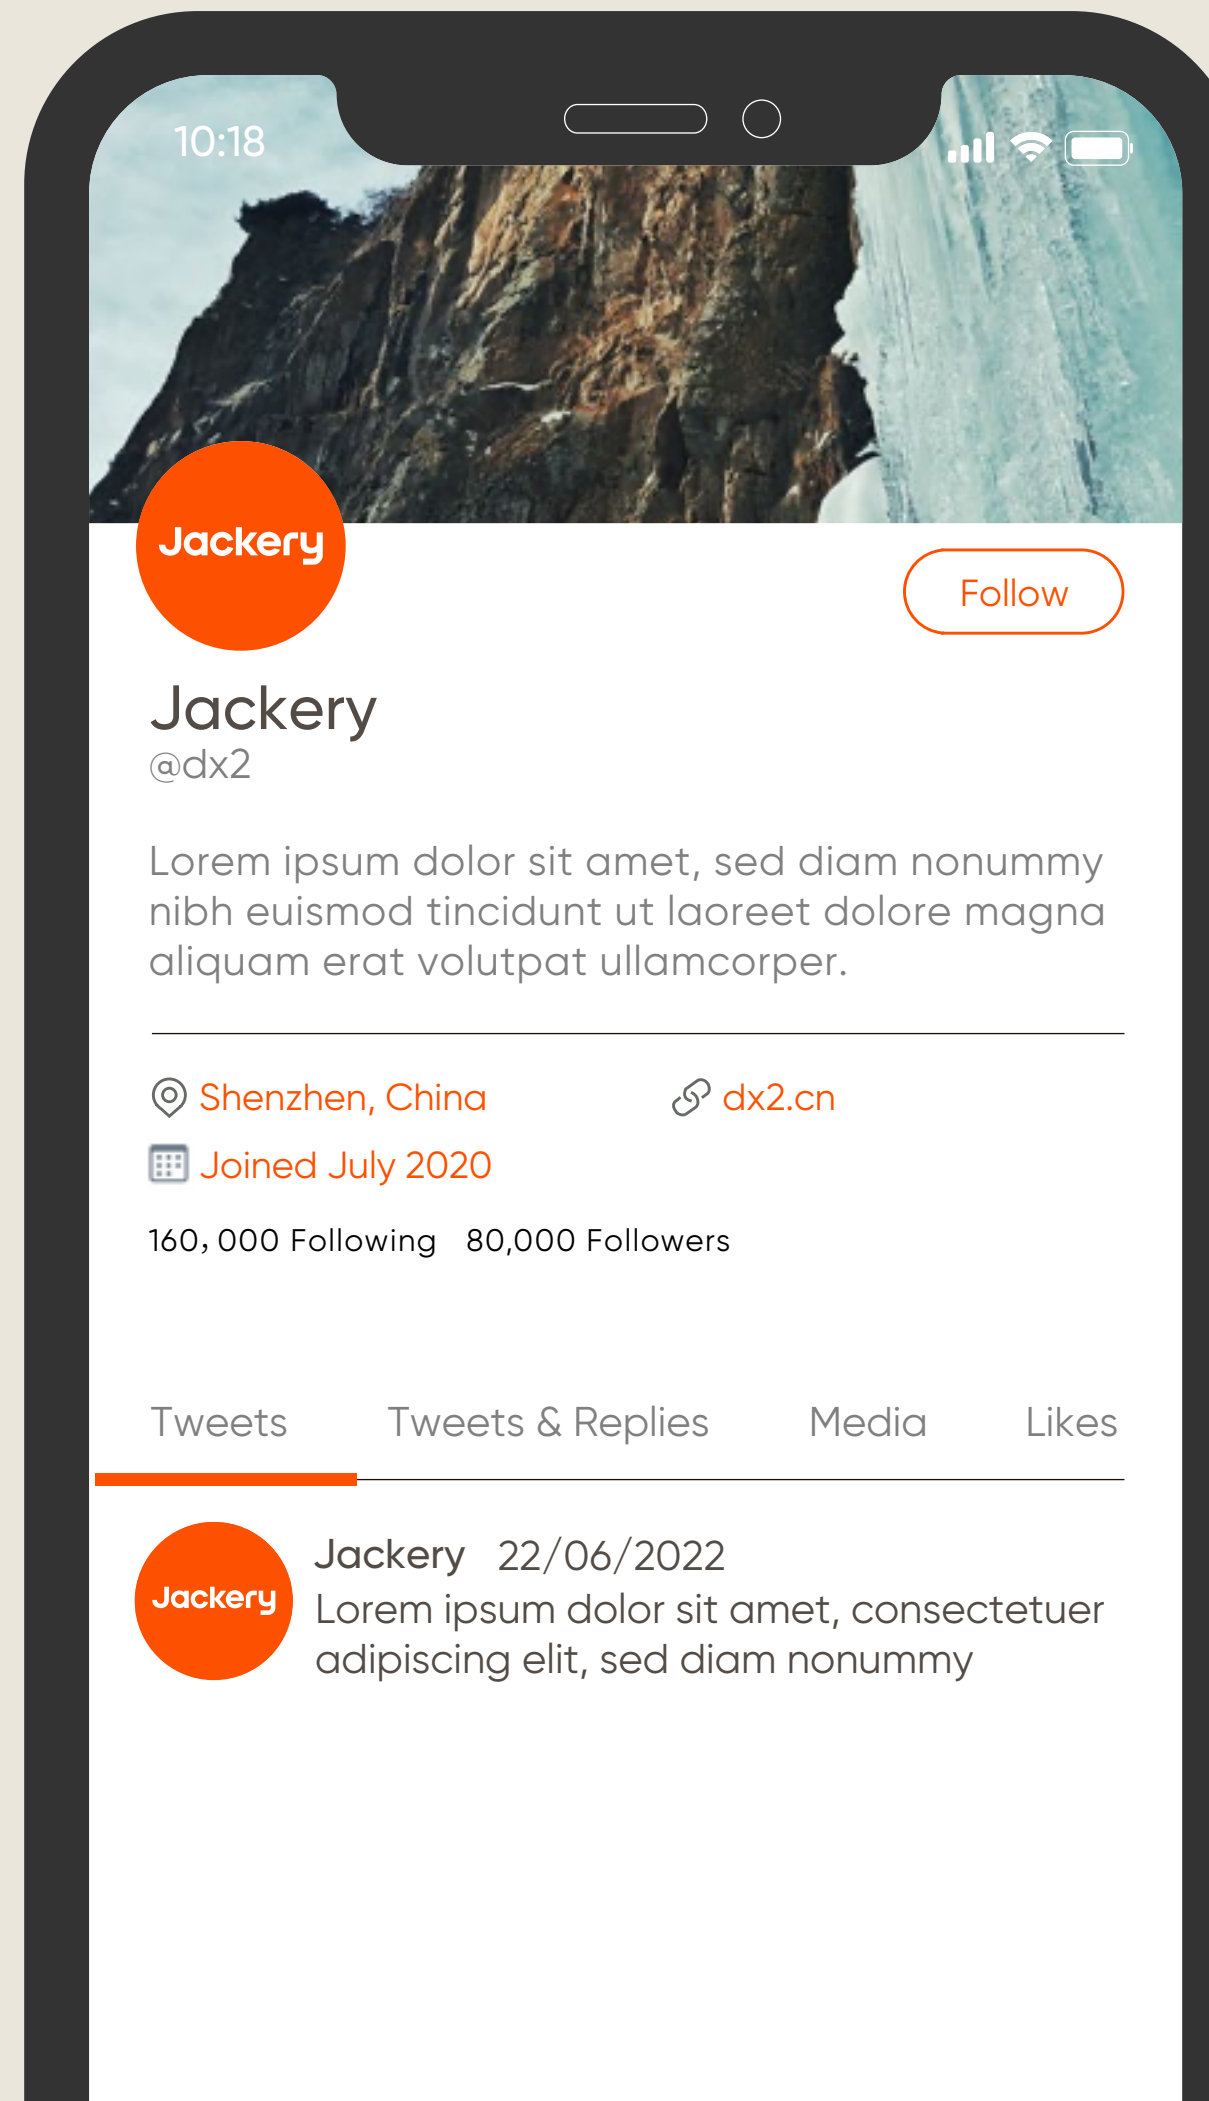 10:18
Jackery
Follow
Jackery
@dx2
Lorem ipsum dolor sit amet, sed diam nonummy
nibh euismod tincidunt ut laoreet dolore magna
aliquam erat volutpat ullamcorper.
Shenzhen, China dx2.cn
Joined July 2020
160，000 Following 80,000 Followers
Tweets Tweets & Replies Media Likes
Jackery 22/06/2022
Jackery
Lorem ipsum dolor sit amet, consectetuer
adipiscing elit, sed diam nonummy